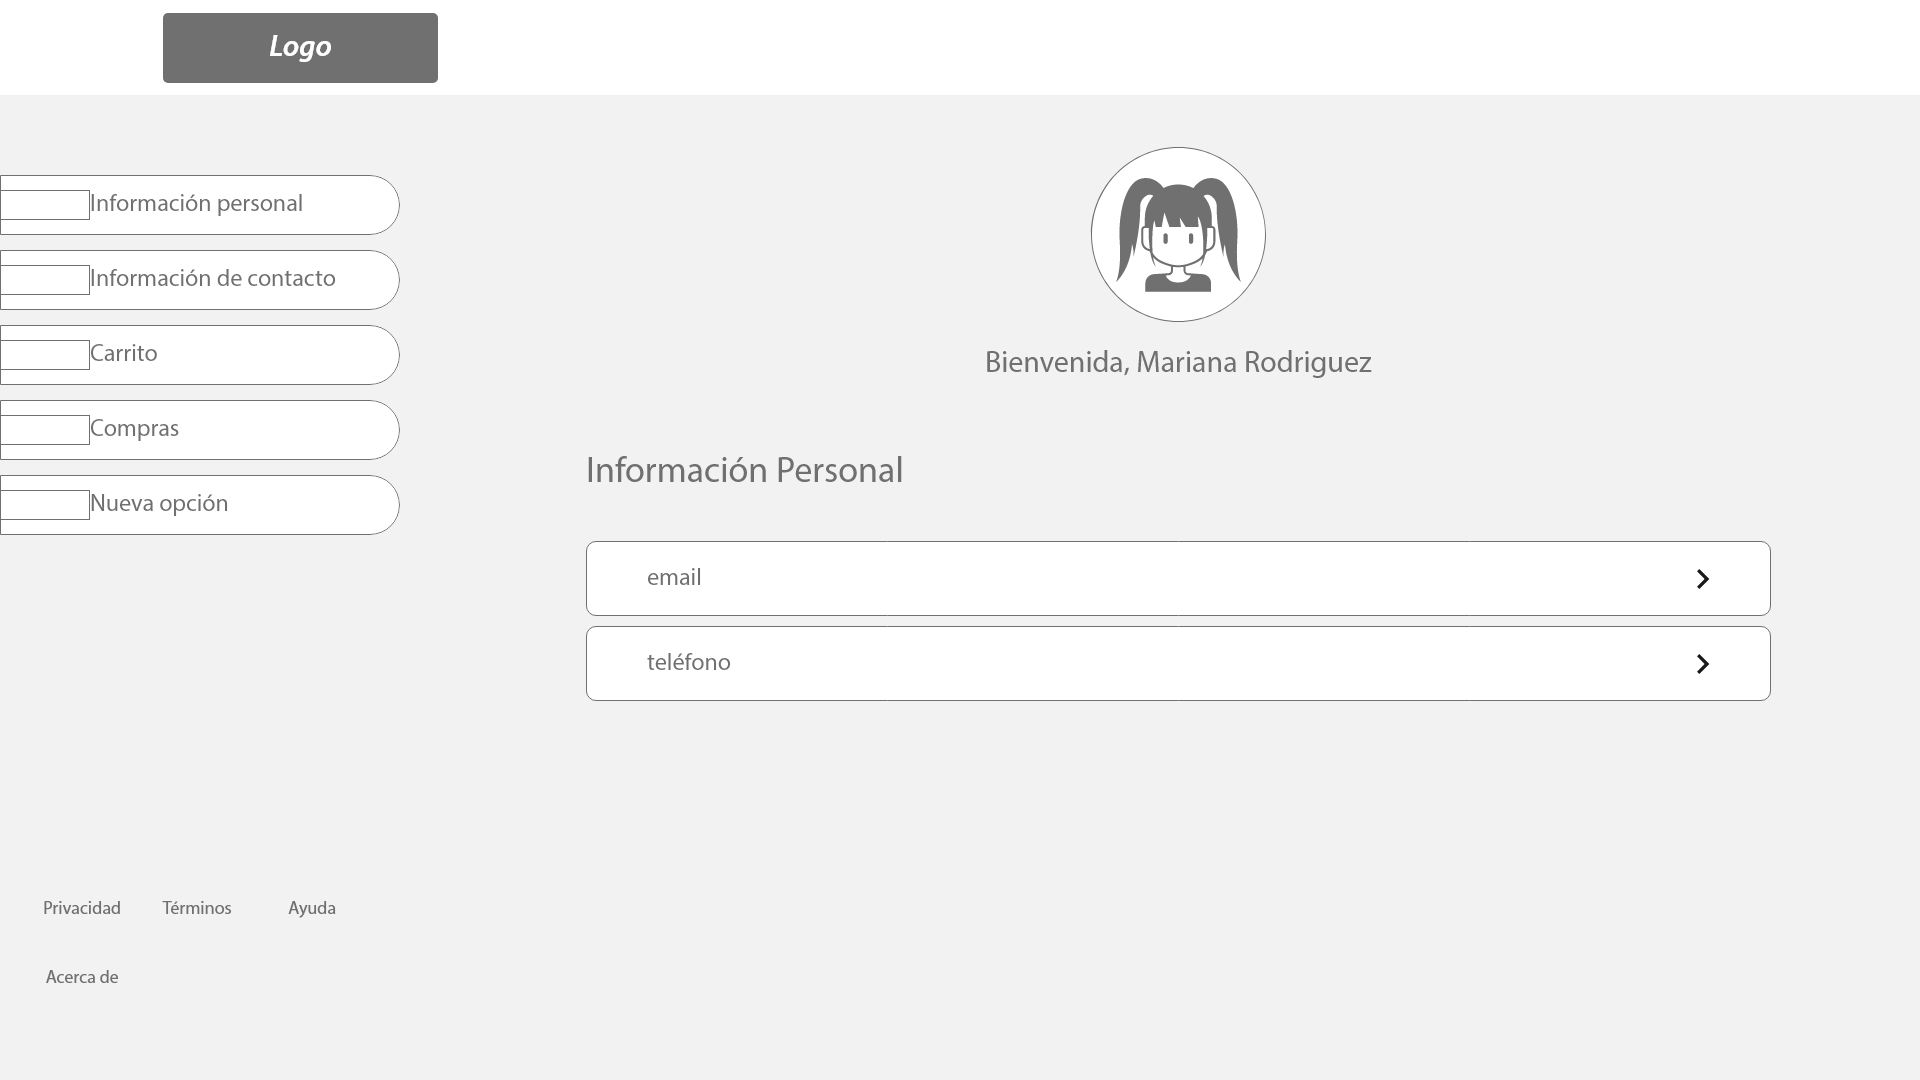 Logo
Información personal
Información de contacto
Carrito
Compras
Nueva opción
Bienvenida, Mariana Rodriguez
Información Personal
email
teléfono
Privacidad
Términos
Ayuda
Acerca de